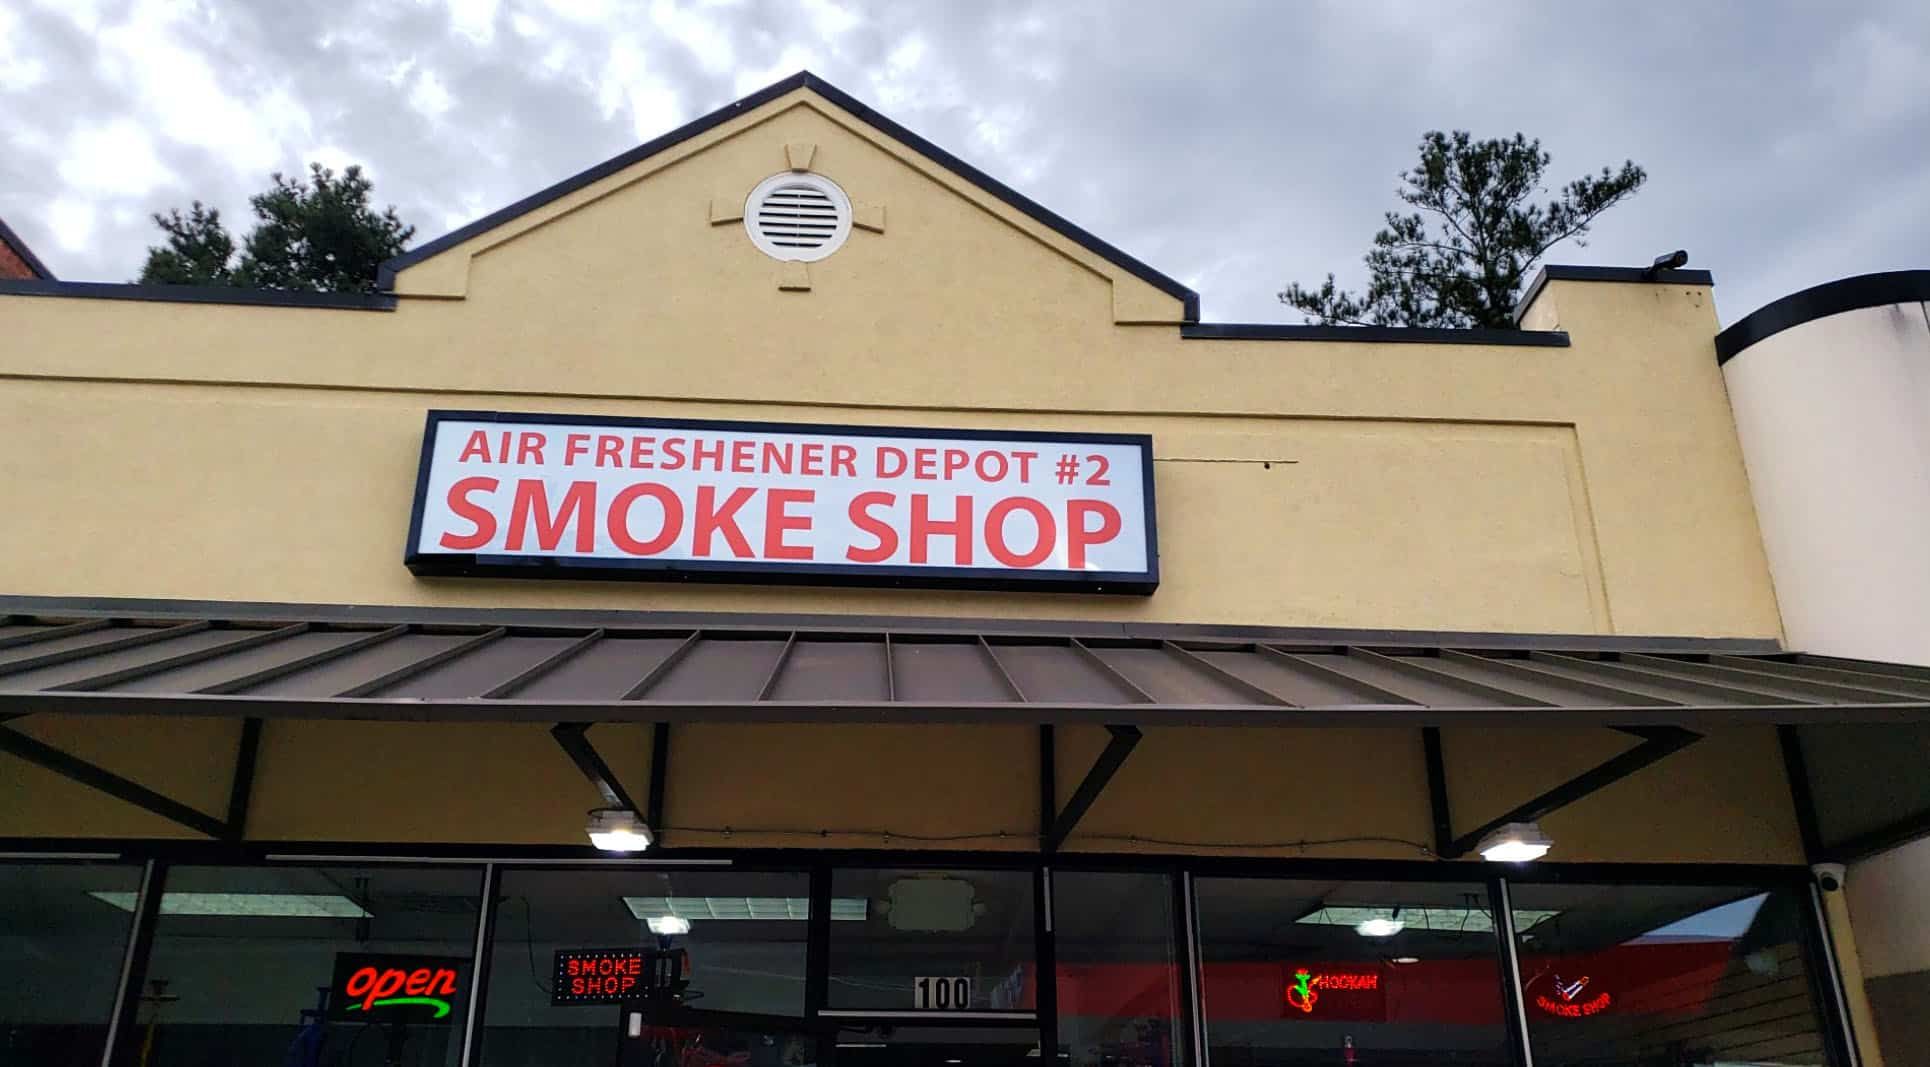 AIR FRESHENER DEPOT #2
SMOKE SHOP
open
SMOKE
SHOP
100
HOOKAH
SMOKE SHOP